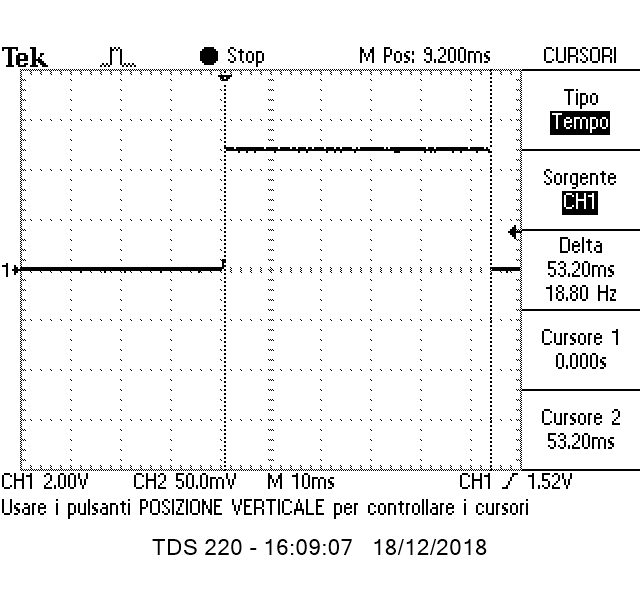 Tek Stop M Pos: 9.200ms CURSORI
Tipo
Tempo
Sorgente
CH1
Delta
53.20ms
18.80 Hz
Cursore 1
0.000s
Cursore 2
53.20ms
1
CH1 2.00V CH2 50.0mV M 10ms CH1 1.52V
Usare i pulsanti POSIZIONE VERTICALE per controllare i cursori
TDS 220 - 16:09:07 18/12/2018